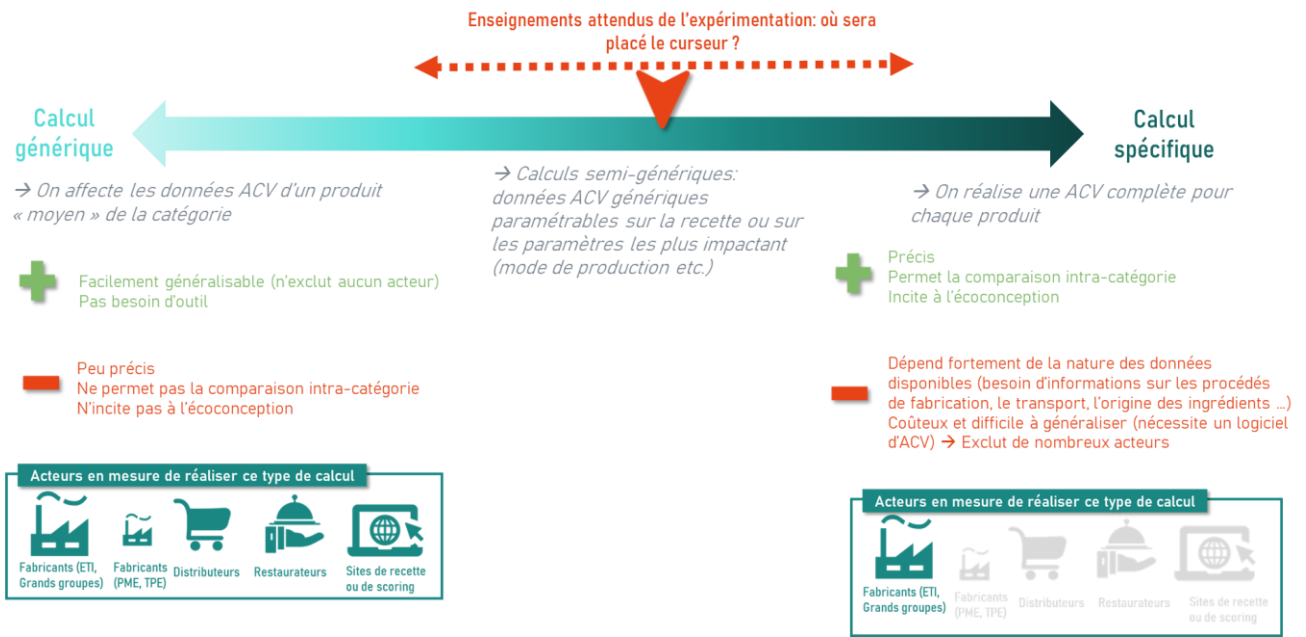 Enseignements attendus de l'expérimentation: où sera
placé le curseur ?
Calcul
générique
Calcul
spécifique
→ On affecte les données ACV d'un produit
« moyen » de la catégorie
→ Calculs semi-génériques:
données ACV génériques
paramétrables sur la recette ou sur
les paramètres les plus impactant
(mode de production etc.)
→ On réalise une ACV complète pour
chaque produit
Facilement généralisable (n'exclut aucun acteur)
Pas besoin d'outil
Précis
Permet la comparaison intra-catégorie
Incite à l'écoconception
Peu précis
Ne permet pas la comparaison intra-catégorie
N'incite pas à l'écoconception
Dépend fortement de la nature des données
disponibles (besoin d'informations sur les procédés
de fabrication, le transport, l'origine des ingrédients ...)
Coûteux et difficile à généraliser (nécessite un logiciel
d'ACV) → Exclut de nombreux acteurs
Acteurs en mesure de réaliser ce type de calcul
Fabricants (ETI,
Grands groupes)
Fabricants
(PME, TPE)
Distributeurs
Restaurateurs
Sites de recette
ou de scoring
Acteurs en mesure de réaliser ce type de calcul
Fabricants (ETI,
Grands groupes)
Fabricants
(PME, TPE)
Distributeurs
Restaurateurs
Sites de recette
ou de scoring